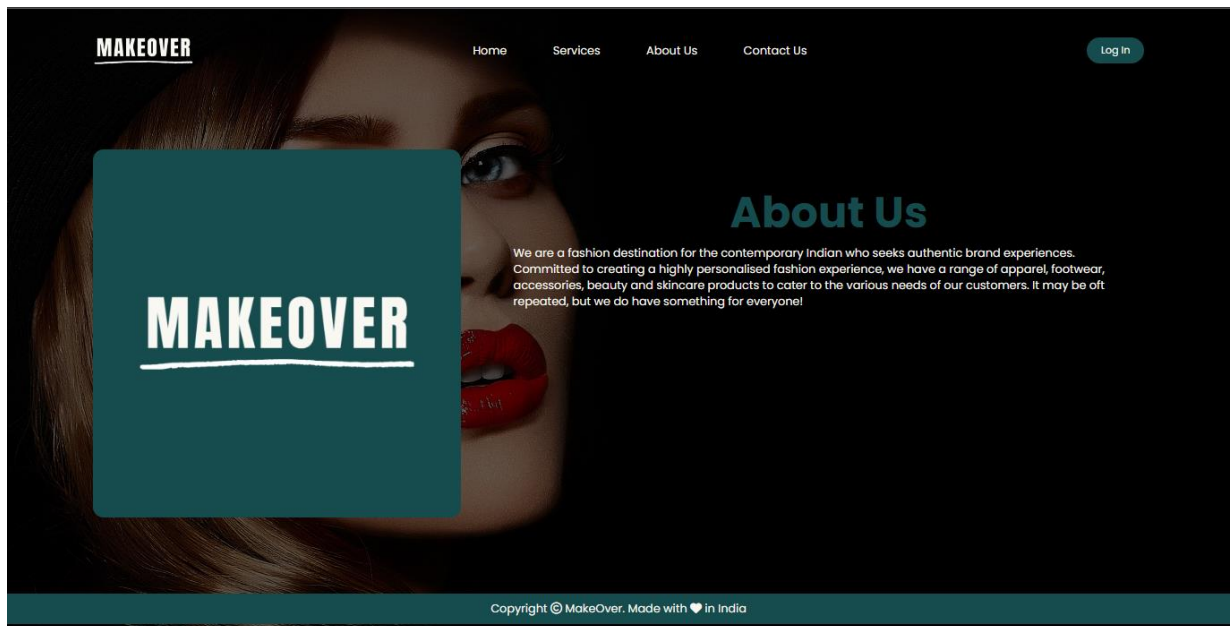 MAKEOVER
Home Services About Us Contact Us
Log In
MAKEOVER
About Us
We are a fashion destination for the contemporary Indian who seeks authentic brand experiences.
Committed to creating a highly personalised fashion experience, we have a range of apparel, footwear,
accessories, beauty and skincare products to cater to the various needs of our customers. It may be oft
repeated, but we do have something for everyone!
Copyright © MakeOver. Made with ♥ in India